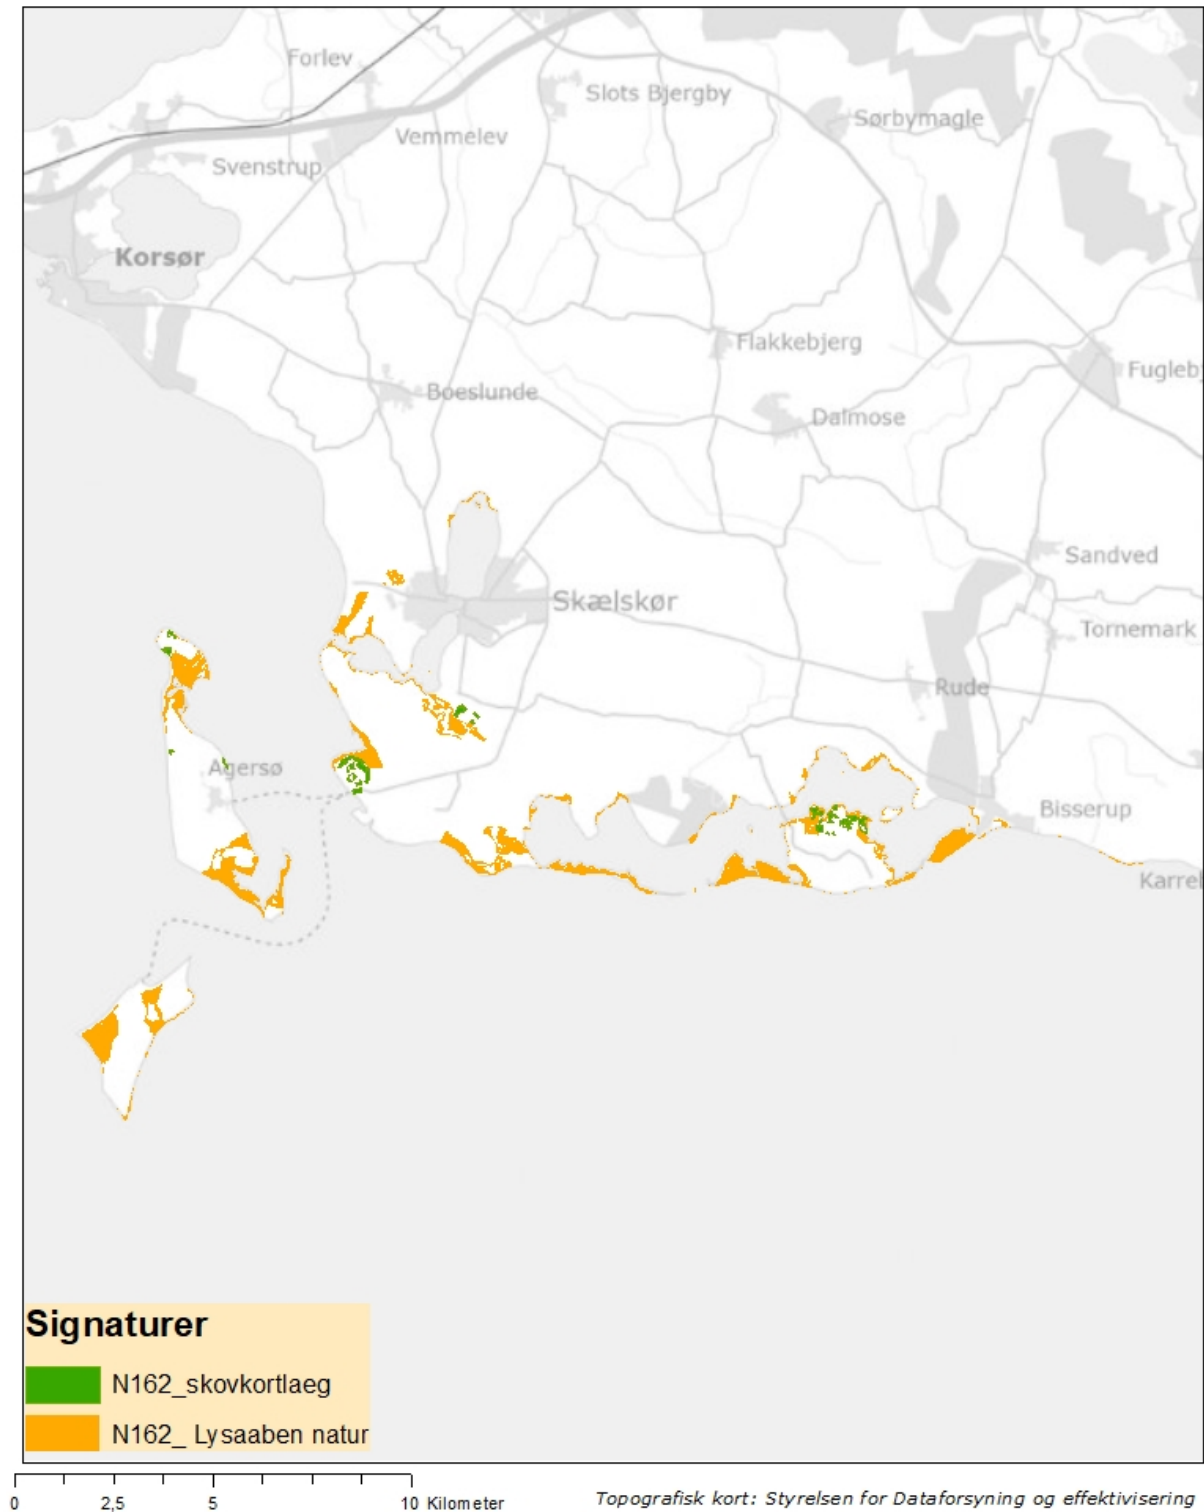 Forlev
Slots Bjergby
Sørbymagle
Vemmelev
Svenstrup
Korsør
Flakkebjerg
Fugleb
Boeslunde
Dalmose
Sandved
Skælskør
Tornemark
Rude
Agersø
Bisserup
Karreb
Signaturer
N162_skovkortlaeg
N162_ Lysaaben natur
0 2,5 5 10 Kilometer
Topografisk kort: Styrelsen for Dataforsyning og effektivisering